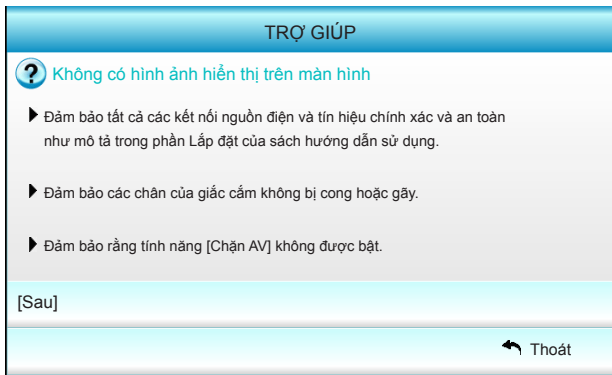 TRỢ GIÚP
Không có hình ảnh hiển thị trên màn hình
Đảm bảo tất cả các kết nối nguồn điện và tín hiệu chính xác và an toàn
như mô tả trong phần Lắp đặt của sách hướng dẫn sử dụng.
Đảm bảo các chân của giắc cắm không bị cong hoặc gãy.
Đảm bảo rằng tính năng [Chặn AV] không được bật.
[Sau]
Thoát